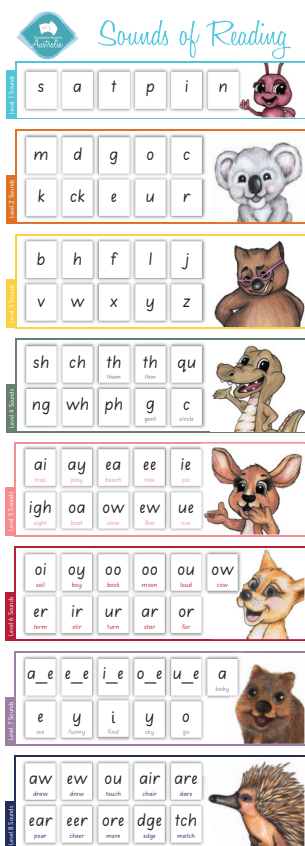 Australia
Sounds of Reading
Level 1 Sounds
s a t p i n
Level 2 Sounds
m d g o c
k ck e u r
Level 3 Sounds
b h f l j
v w x y z
Level 4 Sounds
sh ch th th qu
them thin
ng wh ph g c
gent circle
Level 5 Sounds
ai ay ea ee ie
trail play beach tree pie
igh oa ow ew ue
sight boat slow few cue
Level 6 Sounds
oi oy oo oo ou ow
soil boy book moon loud cow
er ir ur ar or
term stir turn star for
Level 7 Sounds
a_e e_e i_e o_e u_e a
baby
e y i y o
we funny find sky go
Level 8 Sounds
aw ew ou air are
draw drew touch chair dare
ear eer ore dge tch
pear cheer more edge match